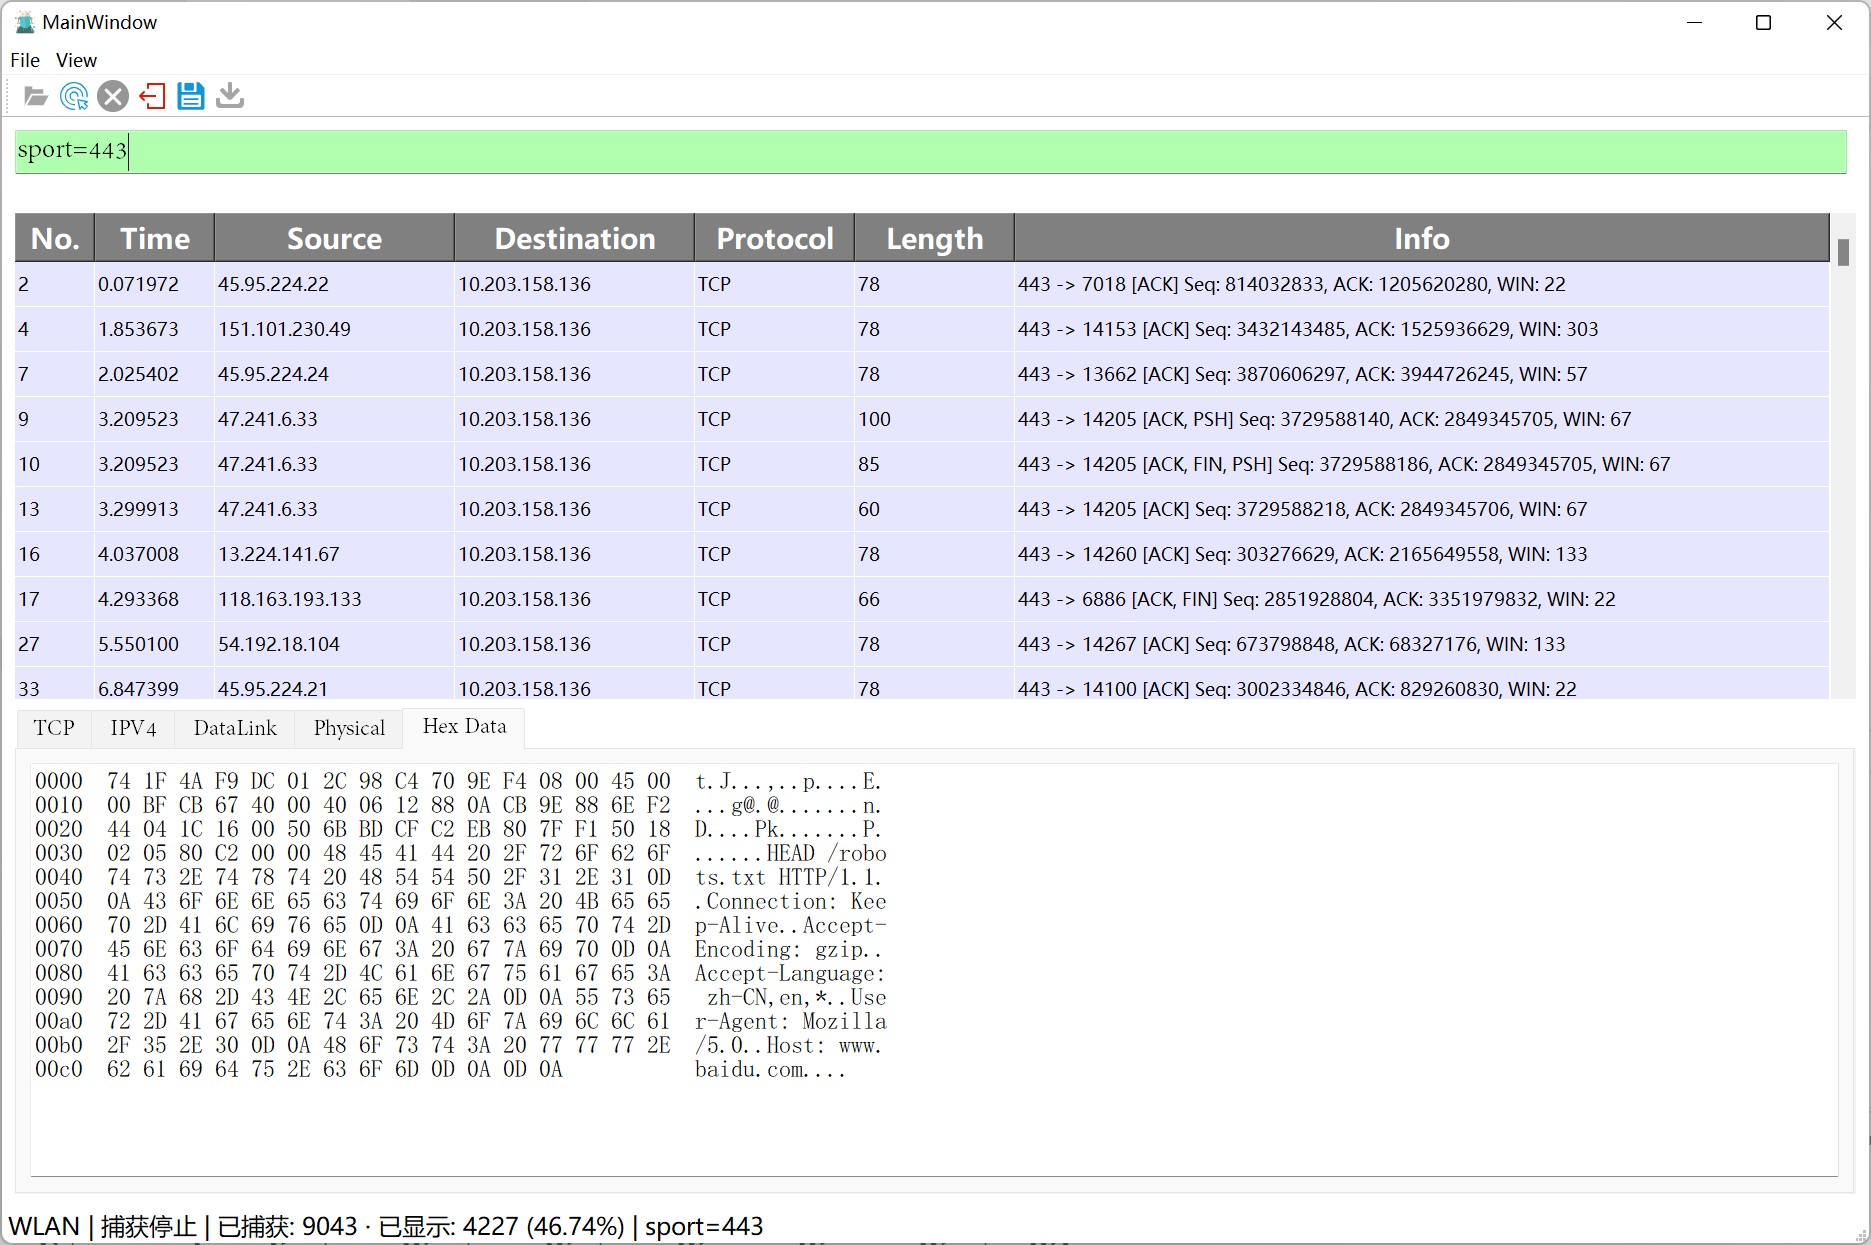 MainWindow
File View
sport=443
No. Time Source Destination Protocol Length Info
2 0.071972 45.95.224.22 10.203.158.136 TCP 78 443 -> 7018 [ACK] Seq: 814032833, ACK: 1205620280, WIN: 22
4 1.853673 151.101.230.49 10.203.158.136 TCP 78 443 -> 14153 [ACK] Seq: 3432143485, ACK: 1525936629, WIN: 303
7 2.025402 45.95.224.24 10.203.158.136 TCP 78 443 -> 13662 [ACK] Seq: 3870606297, ACK: 3944726245, WIN: 57
9 3.209523 47.241.6.33 10.203.158.136 TCP 100 443 -> 14205 [ACK, PSH] Seq: 3729588140, ACK: 2849345705, WIN: 67
10 3.209523 47.241.6.33 10.203.158.136 TCP 85 443 -> 14205 [ACK, FIN, PSH] Seq: 3729588186, ACK: 2849345705, WIN: 67
13 3.299913 47.241.6.33 10.203.158.136 TCP 60 443 -> 14205 [ACK] Seq: 3729588218, ACK: 2849345706, WIN: 67
16 4.037008 13.224.141.67 10.203.158.136 TCP 78 443 -> 14260 [ACK] Seq: 303276629, ACK: 2165649558, WIN: 133
17 4.293368 118.163.193.133 10.203.158.136 TCP 66 443 -> 6886 [ACK, FIN] Seq: 2851928804, ACK: 3351979832, WIN: 22
27 5.550100 54.192.18.104 10.203.158.136 TCP 78 443 -> 14267 [ACK] Seq: 673798848, ACK: 68327176, WIN: 133
33 6.847399 45.95.224.21 10.203.158.136 TCP 78 443 -> 14100 [ACK] Seq: 3002334846, ACK: 829260830, WIN: 22
TCP IPV4 DataLink Physical Hex Data
0000 74 1F 4A F9 DC 01 2C 98 C4 70 9E F4 08 00 45 00 t.J...,..p....E.
0010 00 BF CB 67 40 00 40 06 12 88 0A CB 9E 88 6E F2 ...g@.@.......n.
0020 44 04 1C 16 00 50 6B BD CF C2 EB 80 7F F1 50 18 D....Pk.......P.
0030 02 05 80 C2 00 00 48 45 41 44 20 2F 72 6F 62 6F ......HEAD /robo
0040 74 73 2E 74 78 74 20 48 54 54 50 2F 31 2E 31 0D ts.txt HTTP/1.1.
0050 0A 43 6F 6E 6E 65 63 74 69 6F 6E 3A 20 4B 65 65 .Connection: Kee
0060 70 2D 41 6C 69 76 65 0D 0A 41 63 63 65 70 74 2D p-Alive..Accept-
0070 45 6E 63 6F 64 69 6E 67 3A 20 67 7A 69 70 0D 0A Encoding: gzip..
0080 41 63 63 65 70 74 2D 4C 61 6E 67 75 61 67 65 3A Accept-Language:
0090 20 7A 68 2D 43 4E 2C 65 6E 2C 2A 0D 0A 55 73 65 zh-CN,en,*..Use
00a0 72 2D 41 67 65 6E 74 3A 20 4D 6F 7A 69 6C 6C 61 r-Agent: Mozilla
00b0 2F 35 2E 30 0D 0A 48 6F 73 74 3A 20 77 77 77 2E /5.0..Host: www.
00c0 62 61 69 64 75 2E 63 6F 6D 0D 0A 0D 0A baidu.com....
WLAN | 捕获停止 | 已捕获: 9043 · 已显示: 4227 (46.74%) | sport=443